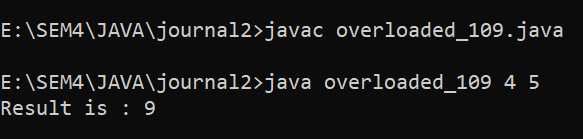 E:\SEM4\JAVA\journal2>javac overloaded_109.java
E:\SEM4\JAVA\journal2>java overloaded_109 4 5
Result is : 9